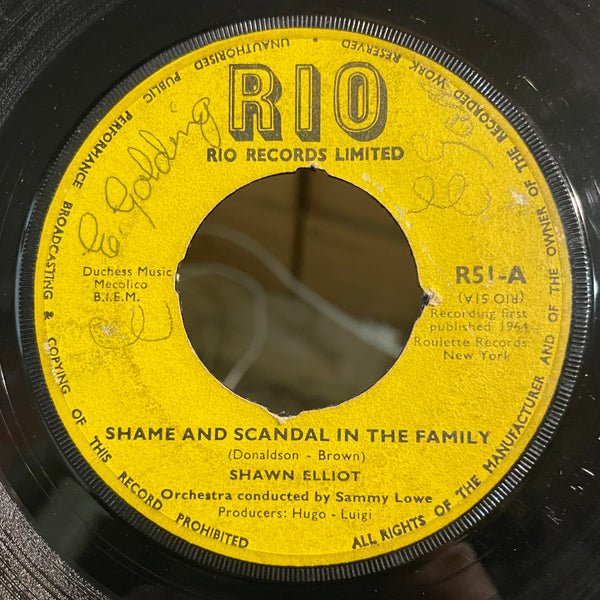 ALL RIGHTS OF THE MANUFACTURER AND OF THE OWNER OF THE RECORDED WORK RESERVED
UNAUTHORISED PUBLIC PERFORMANCE BROADCASTING & COPYING OF THIS RECORD PROHIBITED
RIO
RIO RECORDS LIMITED
E Golding
Duchess Music
Mecolico
B.I.E.M.
R51-A
(RIO 51A)
Recording first
published 1964
Roulette Records
New York
SHAME AND SCANDAL IN THE FAMILY
(Donaldson - Brown)
SHAWN ELLIOT
Orchestra conducted by Sammy Lowe
Producers: Hugo - Luigi